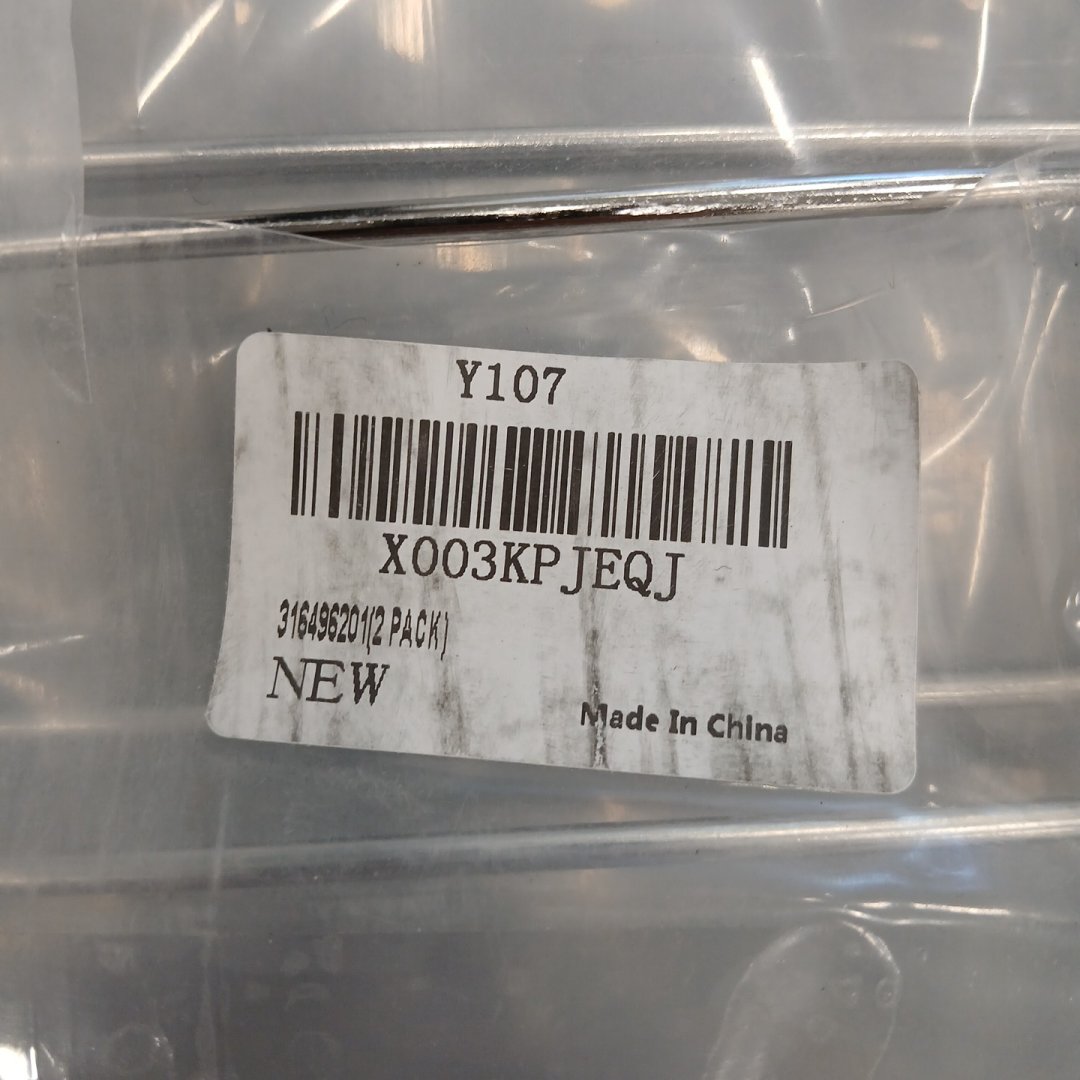 Y107
X003KPJEQJ
316496201(2 PACK)
NEW
Made In China